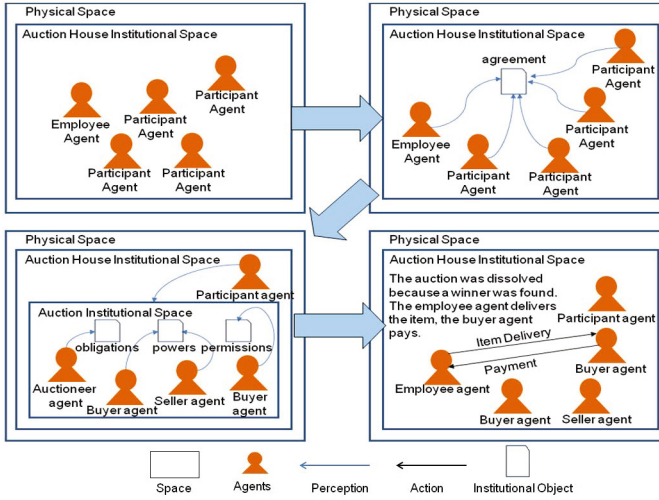 Physical Space
Auction House Institutional Space
Employee
Agent
Participant
Agent
Participant
Agent
Participant
Agent
Participant
Agent
Physical Space
Auction House Institutional Space
agreement
Participant
Agent
Participant
Agent
Employee
Agent
Participant
Agent
Participant
Agent
Physical Space
Auction House Institutional Space
Participant agent
Auction Institutional Space
obligations
powers
permissions
Auctioneer
agent
Buyer agent
Seller agent
Buyer
agent
Physical Space
Auction House Institutional Space
The auction was dissolved
because a winner was found.
The employee agent delivers
the item, the buyer agent
pays.
Participant agent
Item Delivery
Payment
Employee agent
Buyer agent
Buyer agent
Seller agent
Space
Agents
Perception
Action
Institutional Object